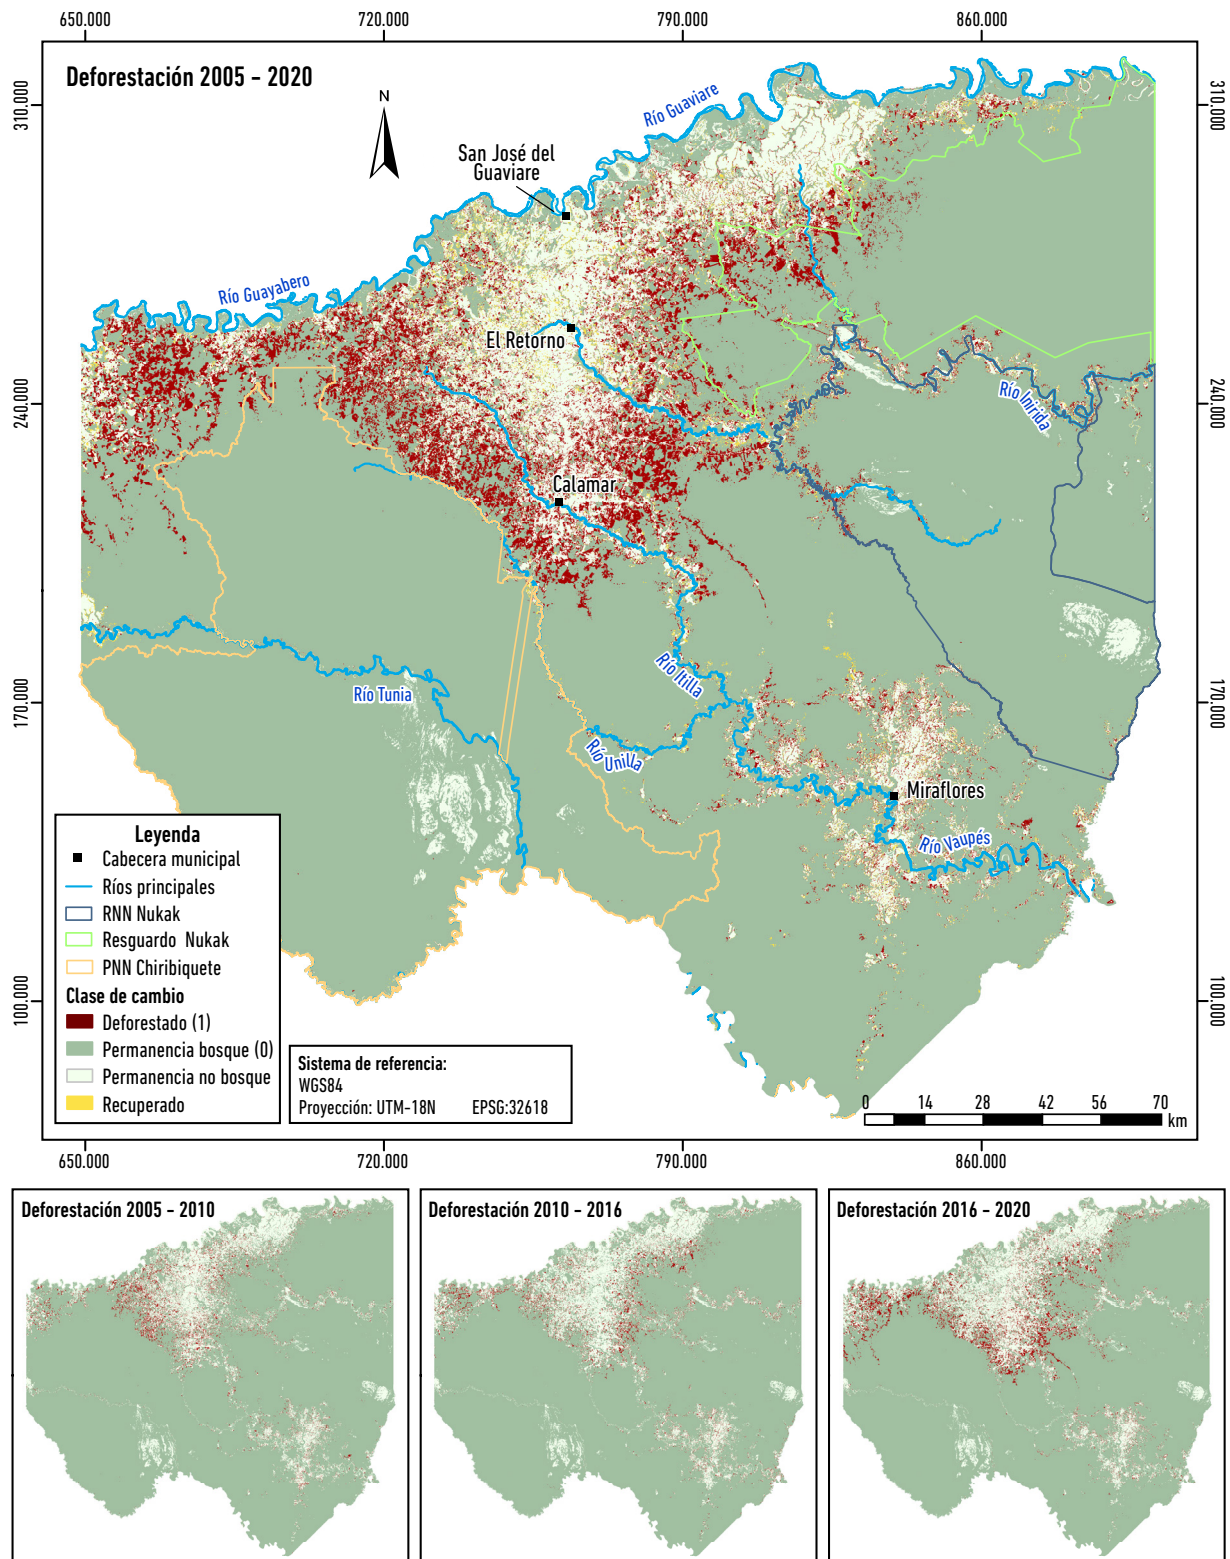 650.000 720.000 790.000 860.000
Deforestación 2005 - 2020
310.000
310.000
N
Río Guaviare
San José del
Guaviare
Río Guayabero
El Retorno
240.000
240.000
Río Inírida
Calamar
170.000
170.000
Río Tunia
Río Itilla
Río Unilla
Miraflores
Río Vaupés
Leyenda
Cabecera municipal
Ríos principales
RNN Nukak
Resguardo Nukak
PNN Chiribiquete
Clase de cambio
Deforestado (1)
Permanencia bosque (0)
Permanencia no bosque
Recuperado
100.000
100.000
Sistema de referencia:
WGS84
Proyección: UTM-18N EPSG:32618
0 14 28 42 56 70
km
650.000 720.000 790.000 860.000
Deforestación 2005 - 2010
Deforestación 2010 - 2016
Deforestación 2016 - 2020